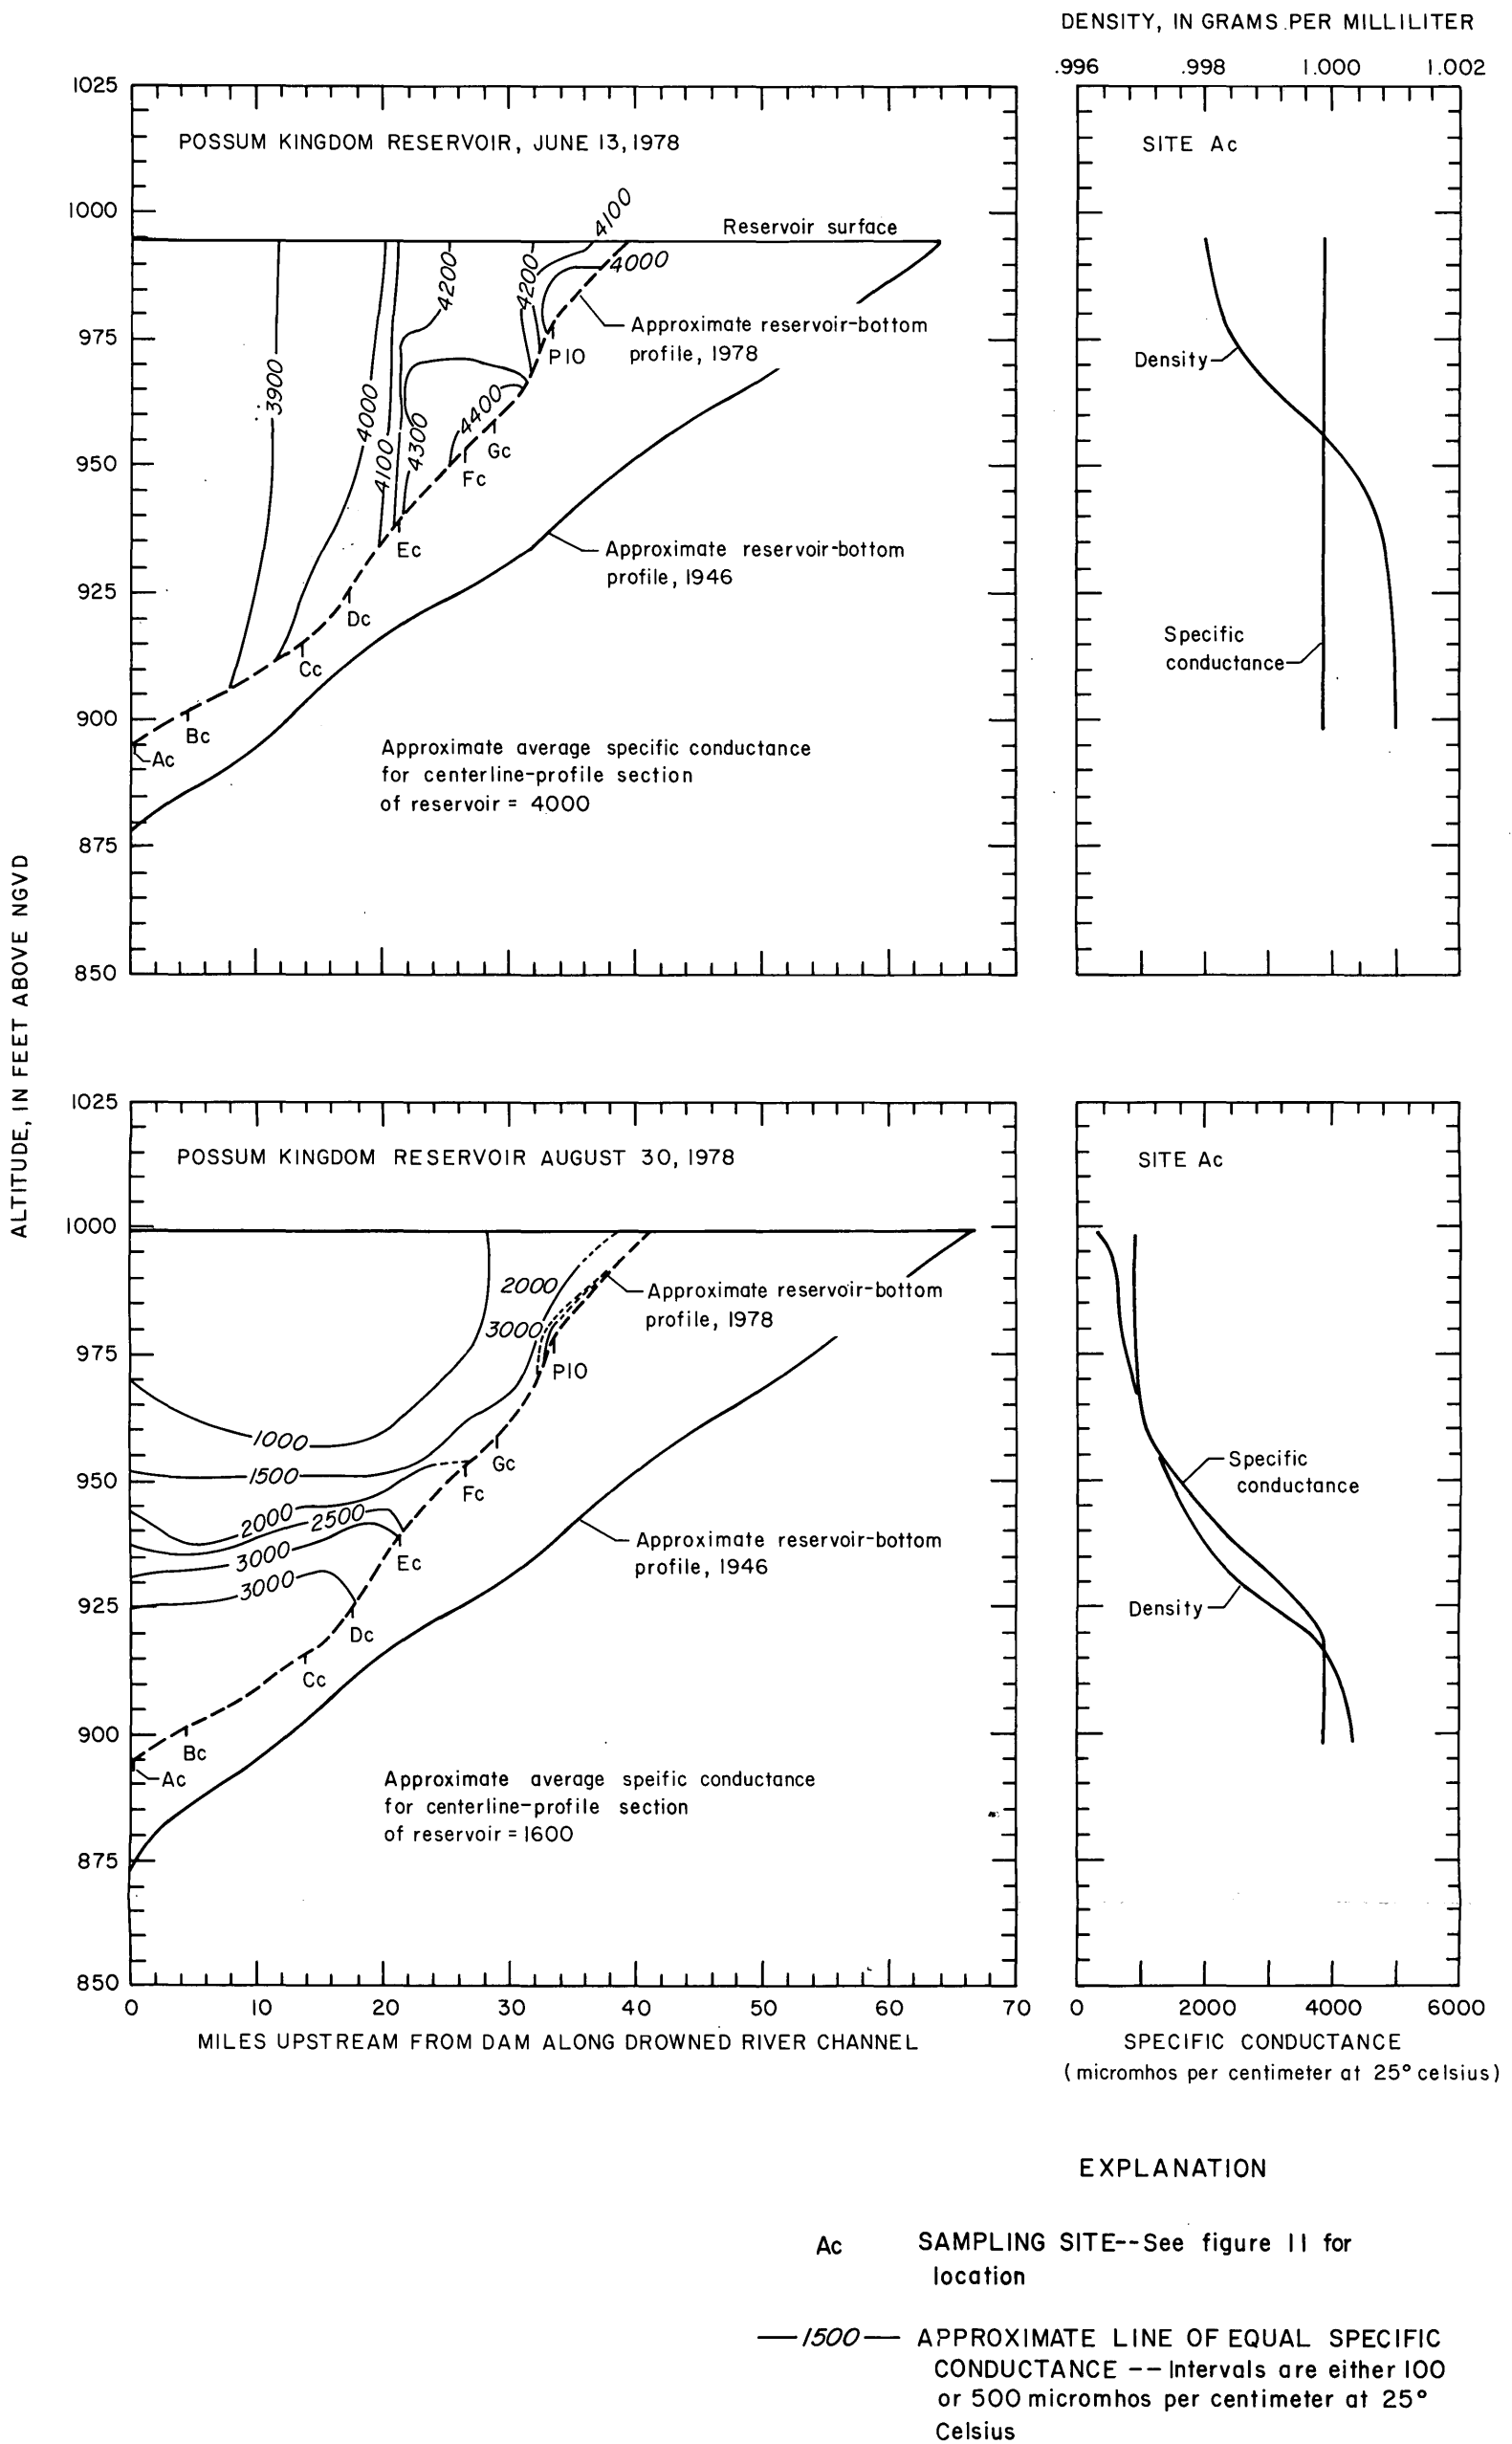 DENSITY, IN GRAMS PER MILLILITER
.996 .998 1.000 1.002
ALTITUDE, IN FEET ABOVE NGVD
1025
1000
975
950
925
900
875
850
POSSUM KINGDOM RESERVOIR, JUNE 13, 1978
Reservoir surface
3900
4000
4100
4200
4300
4400
4200
4100
4000
Approximate reservoir-bottom
profile, 1978
P10
Gc
Fc
Ec
Dc
Cc
Bc
Ac
Approximate reservoir-bottom
profile, 1946
Approximate average specific conductance
for centerline-profile section
of reservoir = 4000
SITE Ac
Density
Specific
conductance
1025
1000
975
950
925
900
875
850
POSSUM KINGDOM RESERVOIR AUGUST 30, 1978
2000
3000
1000
1500
2000
2500
3000
3000
Approximate reservoir-bottom
profile, 1978
P10
Gc
Fc
Ec
Dc
Cc
Bc
Ac
Approximate reservoir-bottom
profile, 1946
Approximate average speific conductance
for centerline-profile section
of reservoir = 1600
0 10 20 30 40 50 60 70
MILES UPSTREAM FROM DAM ALONG DROWNED RIVER CHANNEL
SITE Ac
Specific
conductance
Density
0 2000 4000 6000
SPECIFIC CONDUCTANCE
(micromhos per centimeter at 25° celsius)
EXPLANATION
Ac SAMPLING SITE--See figure 11 for
location
—1500— APPROXIMATE LINE OF EQUAL SPECIFIC
CONDUCTANCE -- Intervals are either 100
or 500 micromhos per centimeter at 25°
Celsius